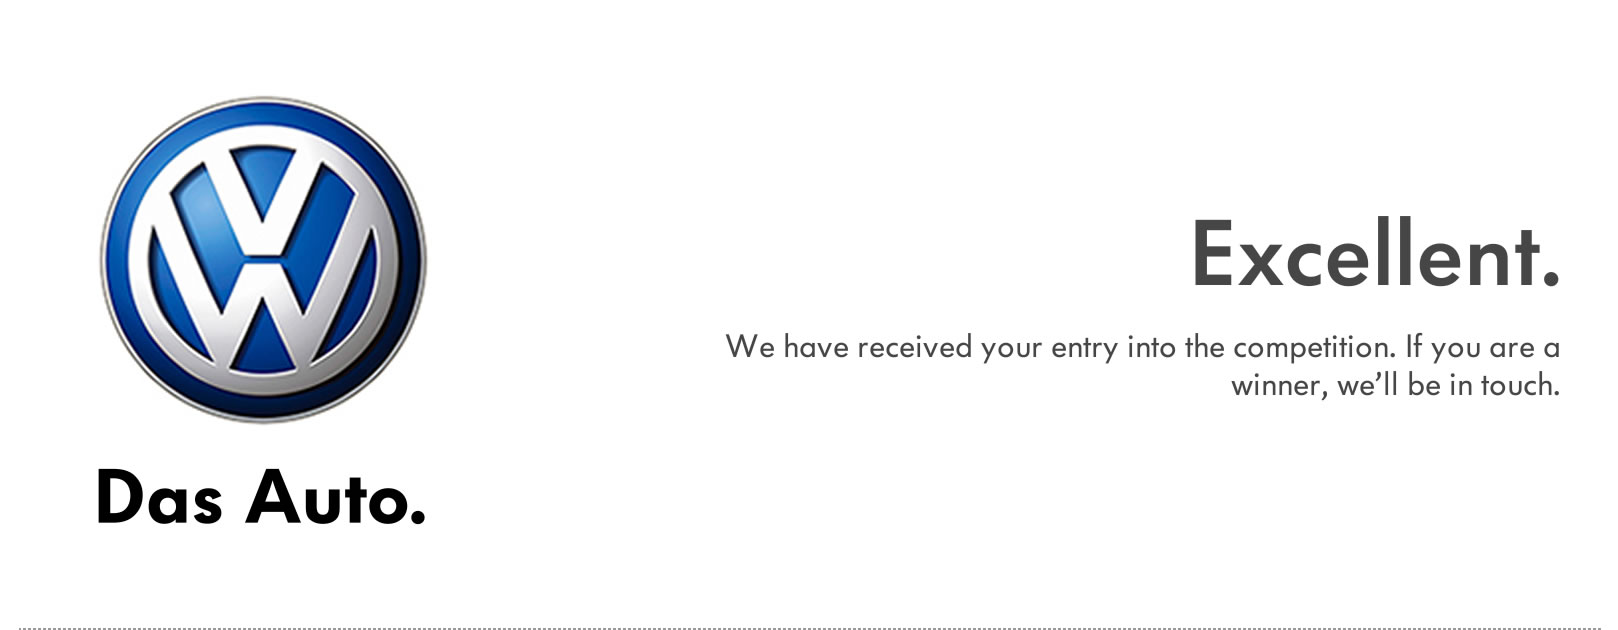 Excellent.
We have received your entry into the competition. If you are a
winner, we’ll be in touch.
Das Auto.